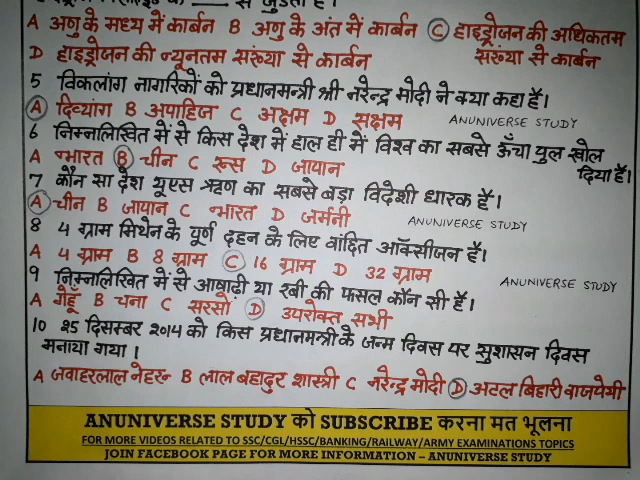 से जुड़ता है।
A अणु के मध्य में कार्बन B अणु के अंत में कार्बन C हाइड्रोजन की अधिकतम
संख्या से कार्बन
D हाइड्रोजन की न्यूनतम संख्या से कार्बन
5 विकलांग नागरिकों को प्रधानमन्त्री श्री नरेन्द्र मोदी ने क्या कहा है।
A दिव्यांग B अपाहिज C अक्षम D सक्षम ANUNIVERSE STUDY
6 निम्नलिखित में से किस देश में हाल ही में विश्व का सबसे ऊँचा पुल खोल
दिया है।
A भारत B चीन C रूस D जापान
7 कौन सा देश यूएस ऋण का सबसे बड़ा विदेशी धारक है।
A चीन B जापान C भारत D जर्मनी ANUNIVERSE STUDY
8 4 ग्राम मिथेन के पूर्ण दहन के लिए वांछित ऑक्सीजन है।
A 4 ग्राम B 8 ग्राम C 16 ग्राम D 32 ग्राम
ANUNIVERSE STUDY
9 निम्नलिखित में से आषाढ़ी या रबी की फसल कौन सी है।
A गेहूँ B चना C सरसों D उपरोक्त सभी
10 25 दिसम्बर 2014 को किस प्रधानमन्त्री के जन्म दिवस पर सुशासन दिवस
मनाया गया।
A जवाहरलाल नेहरू B लाल बहादुर शास्त्री C नरेन्द्र मोदी D अटल बिहारी वाजपेयी
ANUNIVERSE STUDY को SUBSCRIBE करना मत भूलना
FOR MORE VIDEOS RELATED TO SSC/CGL/HSSC/BANKING/RAILWAY/ARMY EXAMINATIONS TOPICS
JOIN FACEBOOK PAGE FOR MORE INFORMATION – ANUNIVERSE STUDY